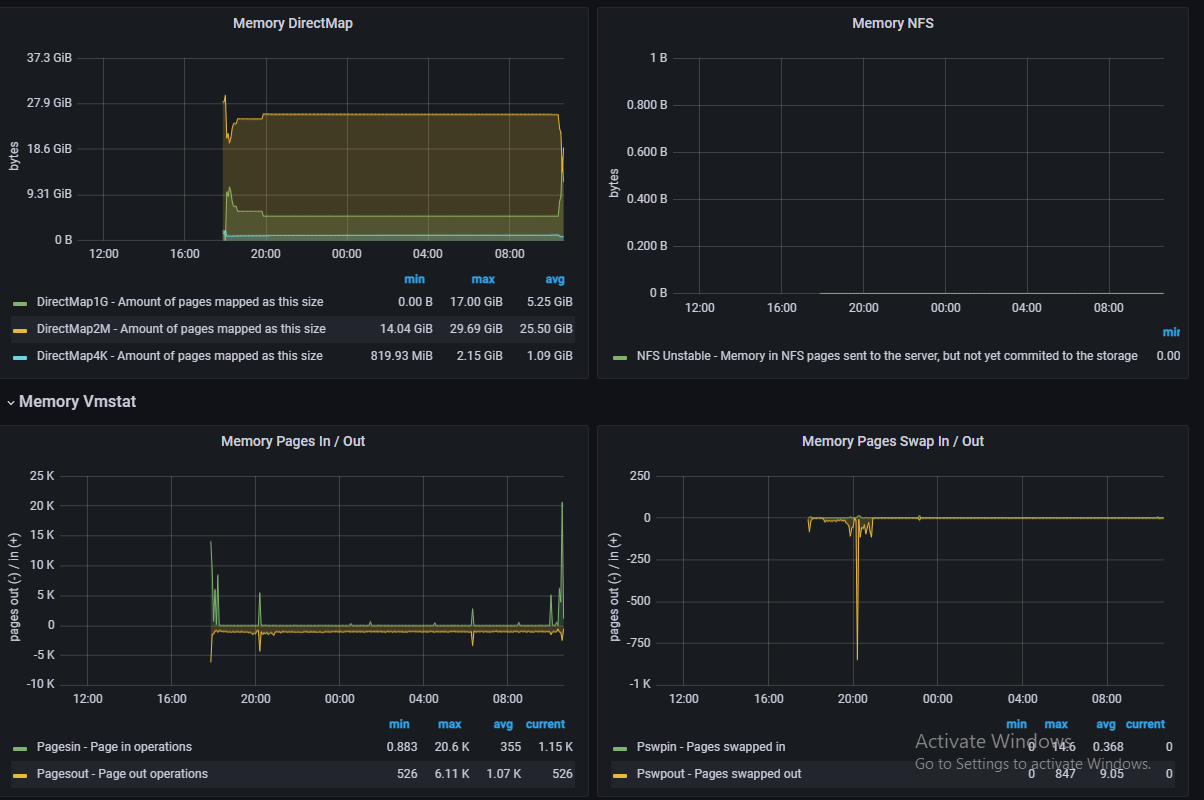 Memory DirectMap
37.3 GiB
27.9 GiB
18.6 GiB
9.31 GiB
0 B
bytes
12:00 16:00 20:00 00:00 04:00 08:00
min max avg
DirectMap1G - Amount of pages mapped as this size 0.00 B 17.00 GiB 5.25 GiB
DirectMap2M - Amount of pages mapped as this size 14.04 GiB 29.69 GiB 25.50 GiB
DirectMap4K - Amount of pages mapped as this size 819.93 MiB 2.15 GiB 1.09 GiB
Memory NFS
1 B
0.800 B
0.600 B
0.400 B
0.200 B
0 B
bytes
12:00 16:00 20:00 00:00 04:00 08:00
min
NFS Unstable - Memory in NFS pages sent to the server, but not yet commited to the storage 0.00
Memory Vmstat
Memory Pages In / Out
25 K
20 K
15 K
10 K
5 K
0
-5 K
-10 K
pages out (-) / in (+)
12:00 16:00 20:00 00:00 04:00 08:00
min max avg current
Pagesin - Page in operations 0.883 20.6 K 355 1.15 K
Pagesout - Page out operations 526 6.11 K 1.07 K 526
Memory Pages Swap In / Out
250
0
-250
-500
-750
-1 K
pages out (-) / in (+)
12:00 16:00 20:00 00:00 04:00 08:00
min max avg current
Pswpin - Pages swapped in 0 14.6 0.368 0
Pswpout - Pages swapped out 0 847 9.05 0
Activate Windows
Go to Settings to activate Windows.